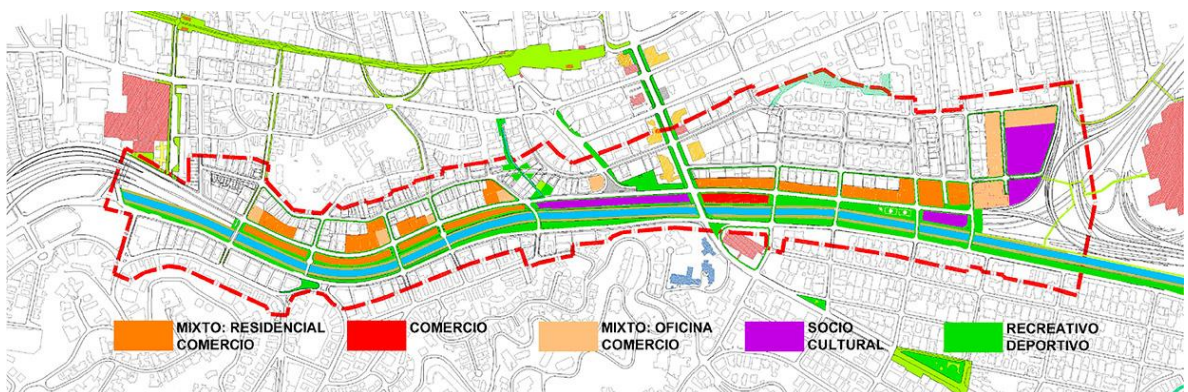 MIXTO: RESIDENCIAL
COMERCIO
COMERCIO
MIXTO: OFICINA
COMERCIO
SOCIO
CULTURAL
RECREATIVO
DEPORTIVO